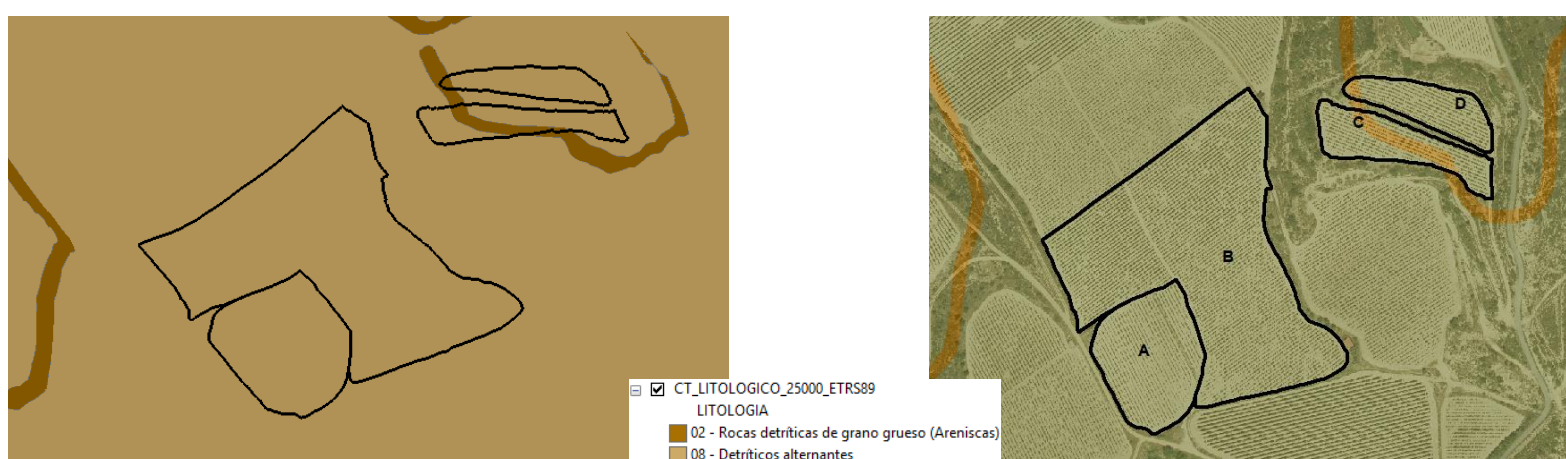 D
C
B
A
CT_LITOLOGICO_25000_ETRS89
LITOLOGIA
02 - Rocas detríticas de grano grueso (Areniscas)
08 - Detríticos alternantes